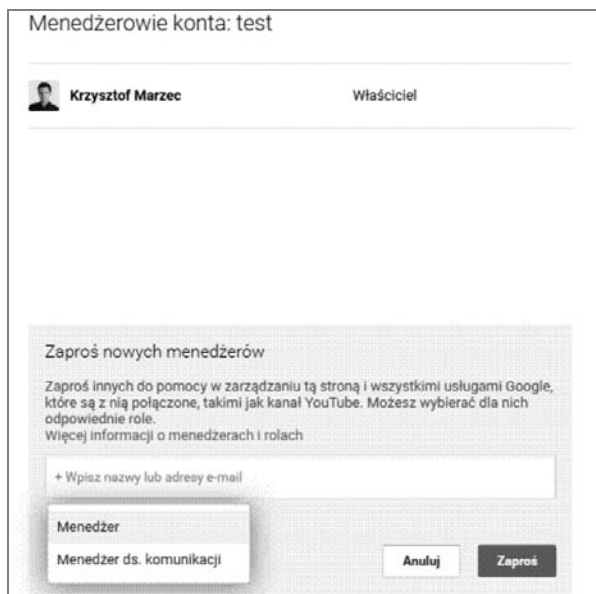 Menedżerowie konta: test
Krzysztof Marzec Właściciel
Zaproś nowych menedżerów
Zaproś innych do pomocy w zarządzaniu tą stroną i wszystkimi usługami Google,
które są z nią połączone, takimi jak kanał YouTube. Możesz wybierać dla nich
odpowiednie role.
Więcej informacji o menedżerach i rolach
+ Wpisz nazwy lub adresy e-mail
Menedżer
Menedżer ds. komunikacji
Anuluj Zaproś